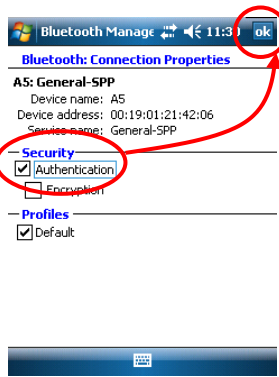 Bluetooth Manage 11:30 ok
Bluetooth: Connection Properties
A5: General-SPP
Device name: A5
Device address: 00:19:01:21:42:06
Service name: General-SPP
Security
Authentication
Encryption
Profiles
Default